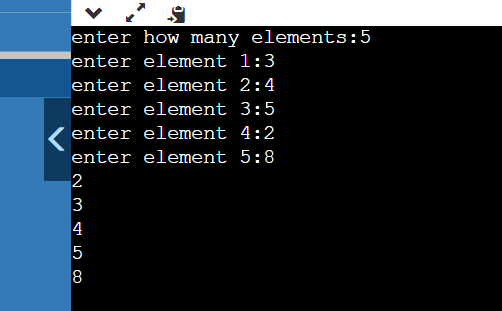 enter how many elements:5
enter element 1:3
enter element 2:4
enter element 3:5
enter element 4:2
enter element 5:8
2
3
4
5
8